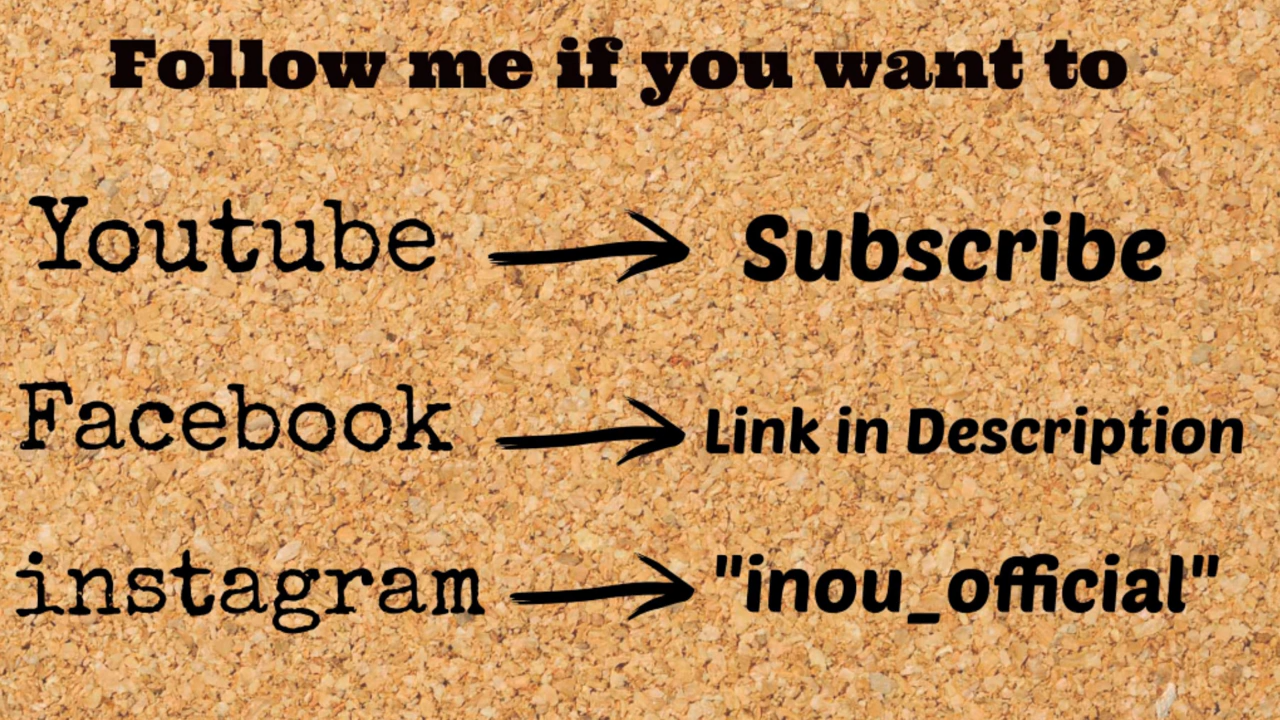 Follow me if you want to
Youtube → Subscribe
Facebook → Link in Description
instagram → "inou_official"